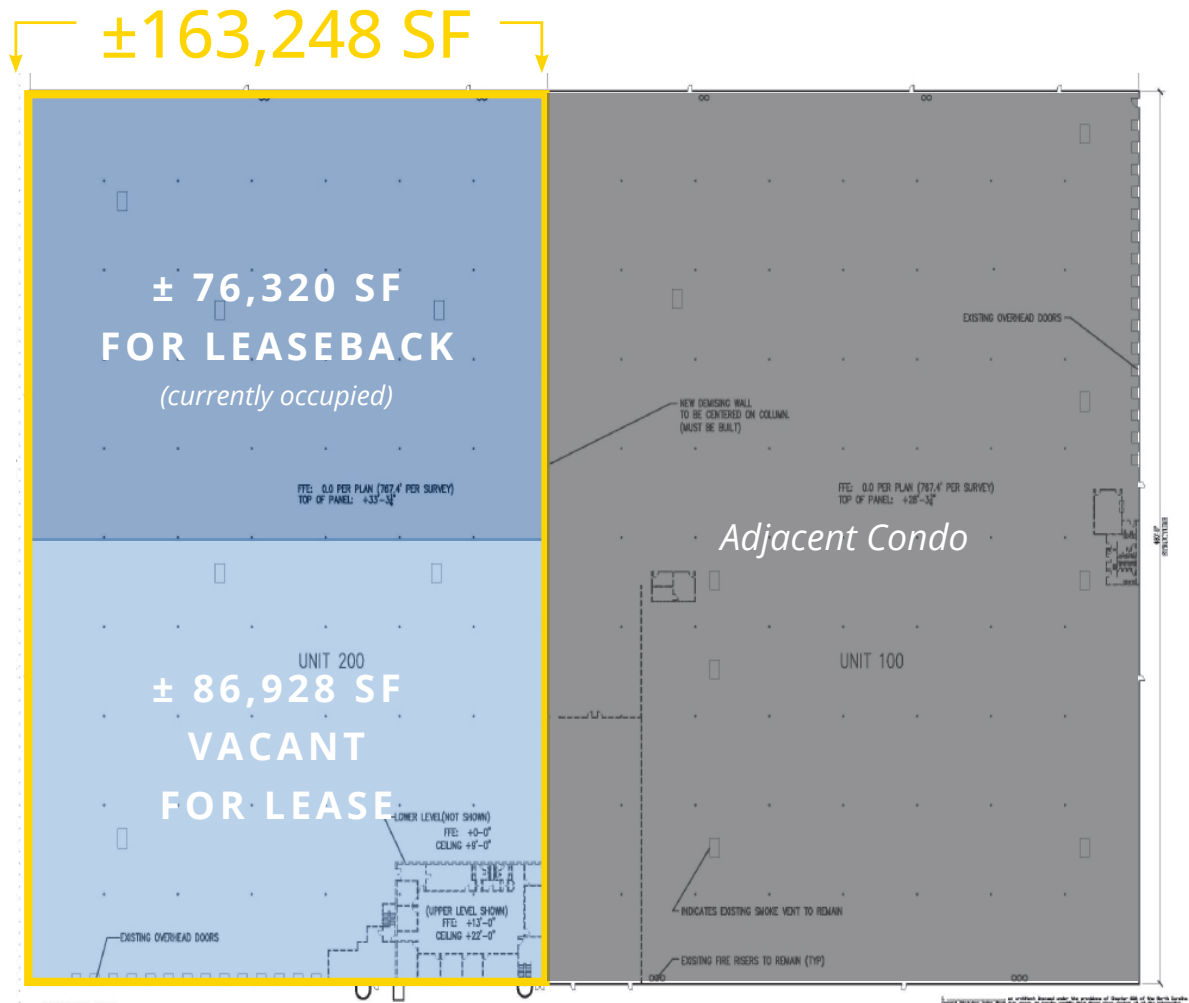 ±163,248 SF
± 76,320 SF
FOR LEASEBACK
(currently occupied)
EXISTING OVERHEAD DOORS
NEW DEMISING WALL
TO BE CENTERED ON COLUMN.
(MUST BE BUILT)
FFE: 0.0 PER PLAN (767.4' PER SURVEY)
TOP OF PANEL: +33'-3¾"
FFE: 0.0 PER PLAN (767.4' PER SURVEY)
TOP OF PANEL: +28'-3¾"
Adjacent Condo
UNIT 200
UNIT 100
± 86,928 SF
VACANT
FOR LEASE
LOWER LEVEL(NOT SHOWN)
FFE: +0-0"
CEILING +9'-0"
(UPPER LEVEL SHOWN)
FFE: +13'-0"
CEILING +22'-0"
INDICATES EXISTING SMOKE VENT TO REMAIN
EXISTING OVERHEAD DOORS
EXSITNG FIRE RISERS TO REMAIN (TYP)